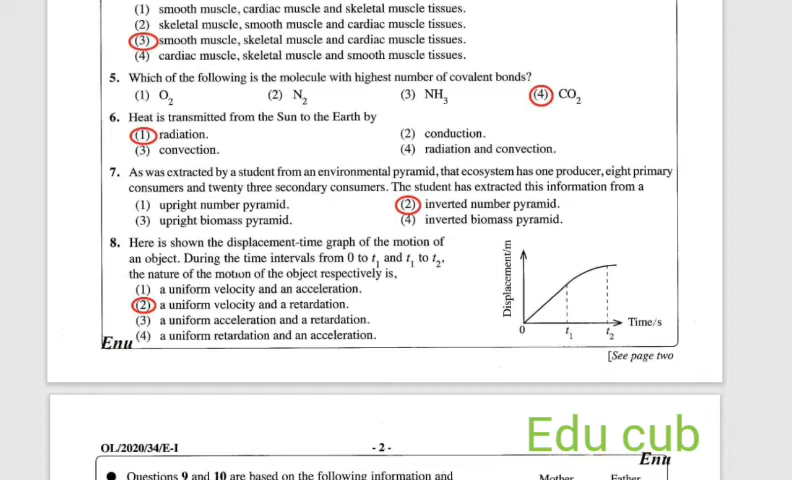 (1) smooth muscle, cardiac muscle and skeletal muscle tissues.
(2) skeletal muscle, smooth muscle and cardiac muscle tissues.
(3) smooth muscle, skeletal muscle and cardiac muscle tissues.
(4) cardiac muscle, skeletal muscle and smooth muscle tissues.
5. Which of the following is the molecule with highest number of covalent bonds?
(1) O₂ (2) N₂ (3) NH₃ (4) CO₂
6. Heat is transmitted from the Sun to the Earth by
(1) radiation. (2) conduction.
(3) convection. (4) radiation and convection.
7. As was extracted by a student from an environmental pyramid, that ecosystem has one producer, eight primary
consumers and twenty three secondary consumers. The student has extracted this information from a
(1) upright number pyramid. (2) inverted number pyramid.
(3) upright biomass pyramid. (4) inverted biomass pyramid.
8. Here is shown the displacement-time graph of the motion of
an object. During the time intervals from 0 to t₁ and t₁ to t₂,
the nature of the motion of the object respectively is,
(1) a uniform velocity and an acceleration.
(2) a uniform velocity and a retardation.
(3) a uniform acceleration and a retardation.
(4) a uniform retardation and an acceleration.
Displacement/m
Time/s
0 t₁ t₂
Enu
[See page two
Edu cub
OL/2020/34/E-I - 2 -
Enu
● Questions 9 and 10 are based on the following information and
Mother Father